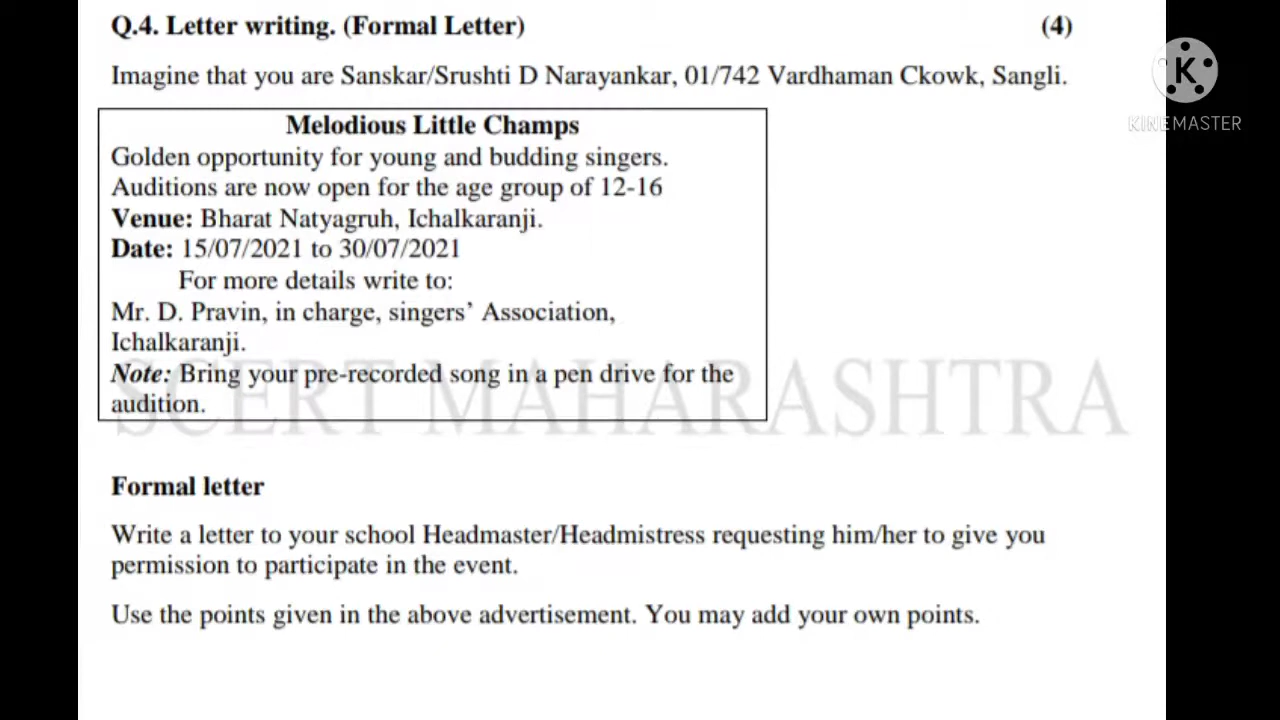 Q.4. Letter writing. (Formal Letter) (4)
Imagine that you are Sanskar/Srushti D Narayankar, 01/742 Vardhaman Ckowk, Sangli.
K
KINEMASTER
Melodious Little Champs
Golden opportunity for young and budding singers.
Auditions are now open for the age group of 12-16
Venue: Bharat Natyagruh, Ichalkaranji.
Date: 15/07/2021 to 30/07/2021
For more details write to:
Mr. D. Pravin, in charge, singers’ Association,
Ichalkaranji.
Note: Bring your pre-recorded song in a pen drive for the
audition.
SCERT MAHARASHTRA
Formal letter
Write a letter to your school Headmaster/Headmistress requesting him/her to give you
permission to participate in the event.
Use the points given in the above advertisement. You may add your own points.